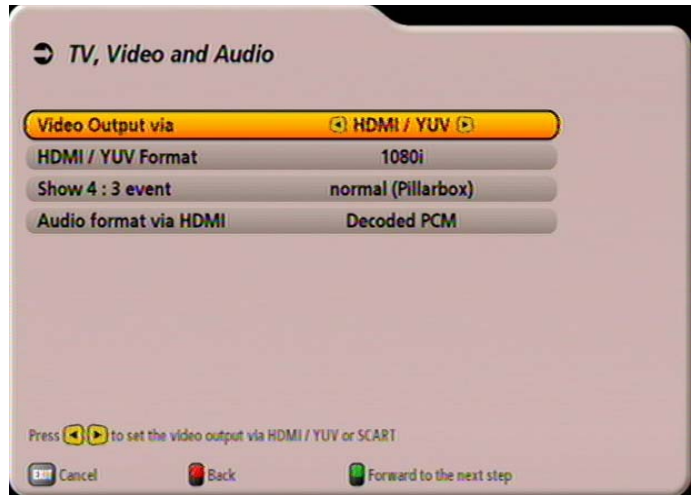 TV, Video and Audio
Video Output via HDMI / YUV
HDMI / YUV Format 1080i
Show 4 : 3 event normal (Pillarbox)
Audio format via HDMI Decoded PCM
Press to set the video output via HDMI / YUV or SCART
Cancel Back Forward to the next step